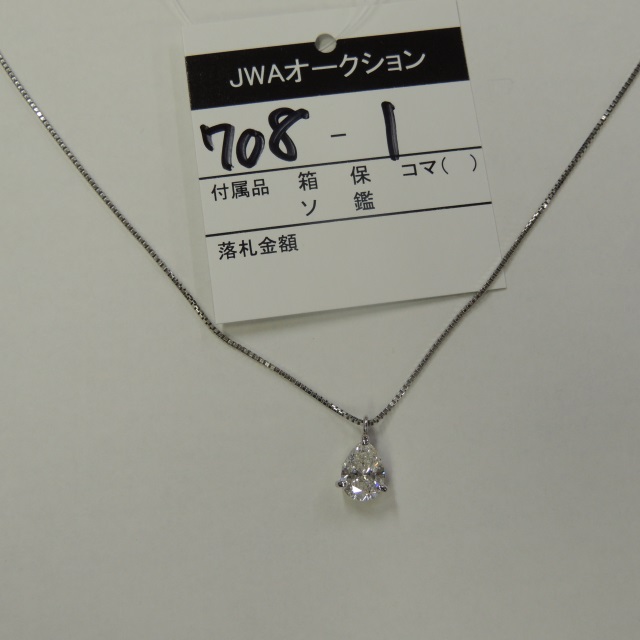 JWAオークション
708 - 1
付属品 箱 保 コマ( )
ソ 鑑
落札金額